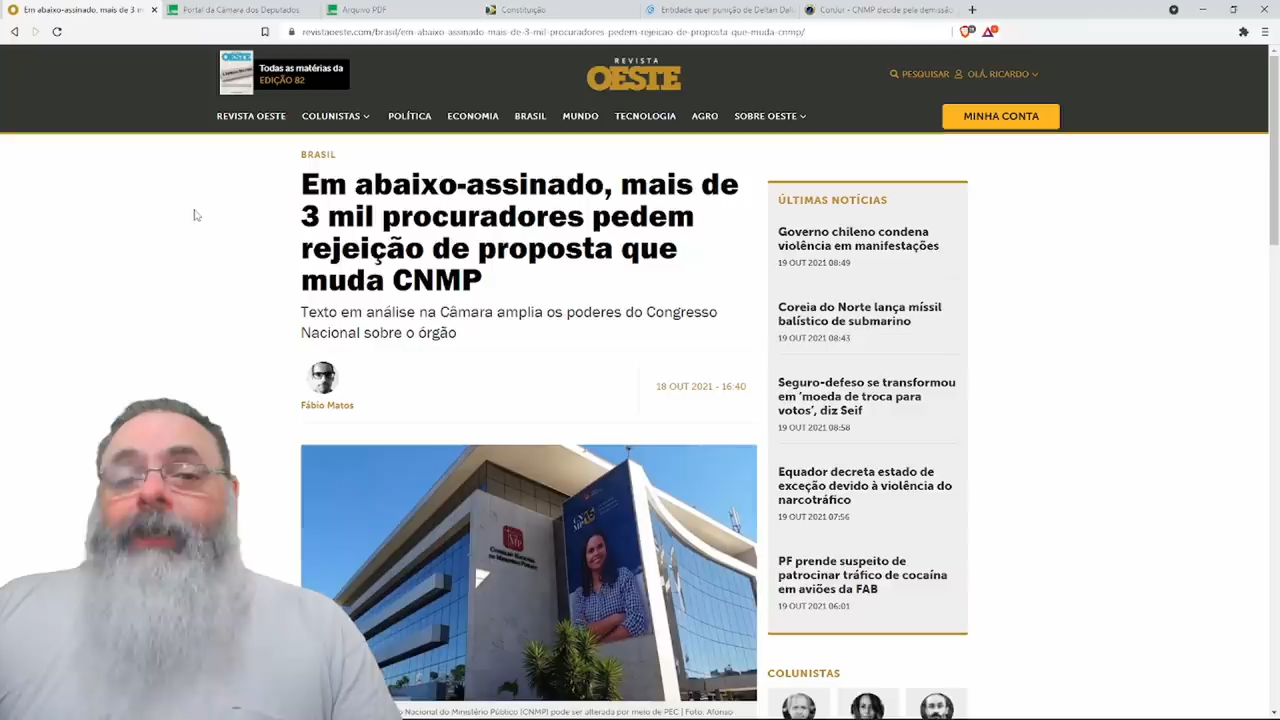 Em abaixo-assinado, mais de 3 m
Portal da Câmara dos Deputados
Arquivo PDF
Constituição
Entidade quer punição de Deltan Dal
ConJur - CNMP decide pela demissão
revistaoeste.com/brasil/em-abaixo-assinado-mais-de-3-mil-procuradores-pedem-rejeicao-de-proposta-que-muda-cnmp/
OESTE
Todas as matérias da
EDIÇÃO 82
REVISTA
OESTE
PESQUISAR
OLÁ, RICARDO
REVISTA OESTE
COLUNISTAS
POLÍTICA
ECONOMIA
BRASIL
MUNDO
TECNOLOGIA
AGRO
SOBRE OESTE
MINHA CONTA
BRASIL
Em abaixo-assinado, mais de
3 mil procuradores pedem
rejeição de proposta que
muda CNMP
Texto em análise na Câmara amplia os poderes do Congresso
Nacional sobre o órgão
Fábio Matos
18 OUT 2021 - 16:40
CONSELHO NACIONAL
DO MINISTÉRIO PÚBLICO
Nacional do Ministério Público (CNMP) pode ser alterada por meio de PEC | Foto: Afonso
ÚLTIMAS NOTÍCIAS
Governo chileno condena
violência em manifestações
19 OUT 2021 08:49
Coreia do Norte lança míssil
balístico de submarino
19 OUT 2021 08:43
Seguro-defeso se transformou
em ‘moeda de troca para
votos’, diz Seif
19 OUT 2021 08:58
Equador decreta estado de
exceção devido à violência do
narcotráfico
19 OUT 2021 07:56
PF prende suspeito de
patrocinar tráfico de cocaína
em aviões da FAB
19 OUT 2021 06:01
COLUNISTAS